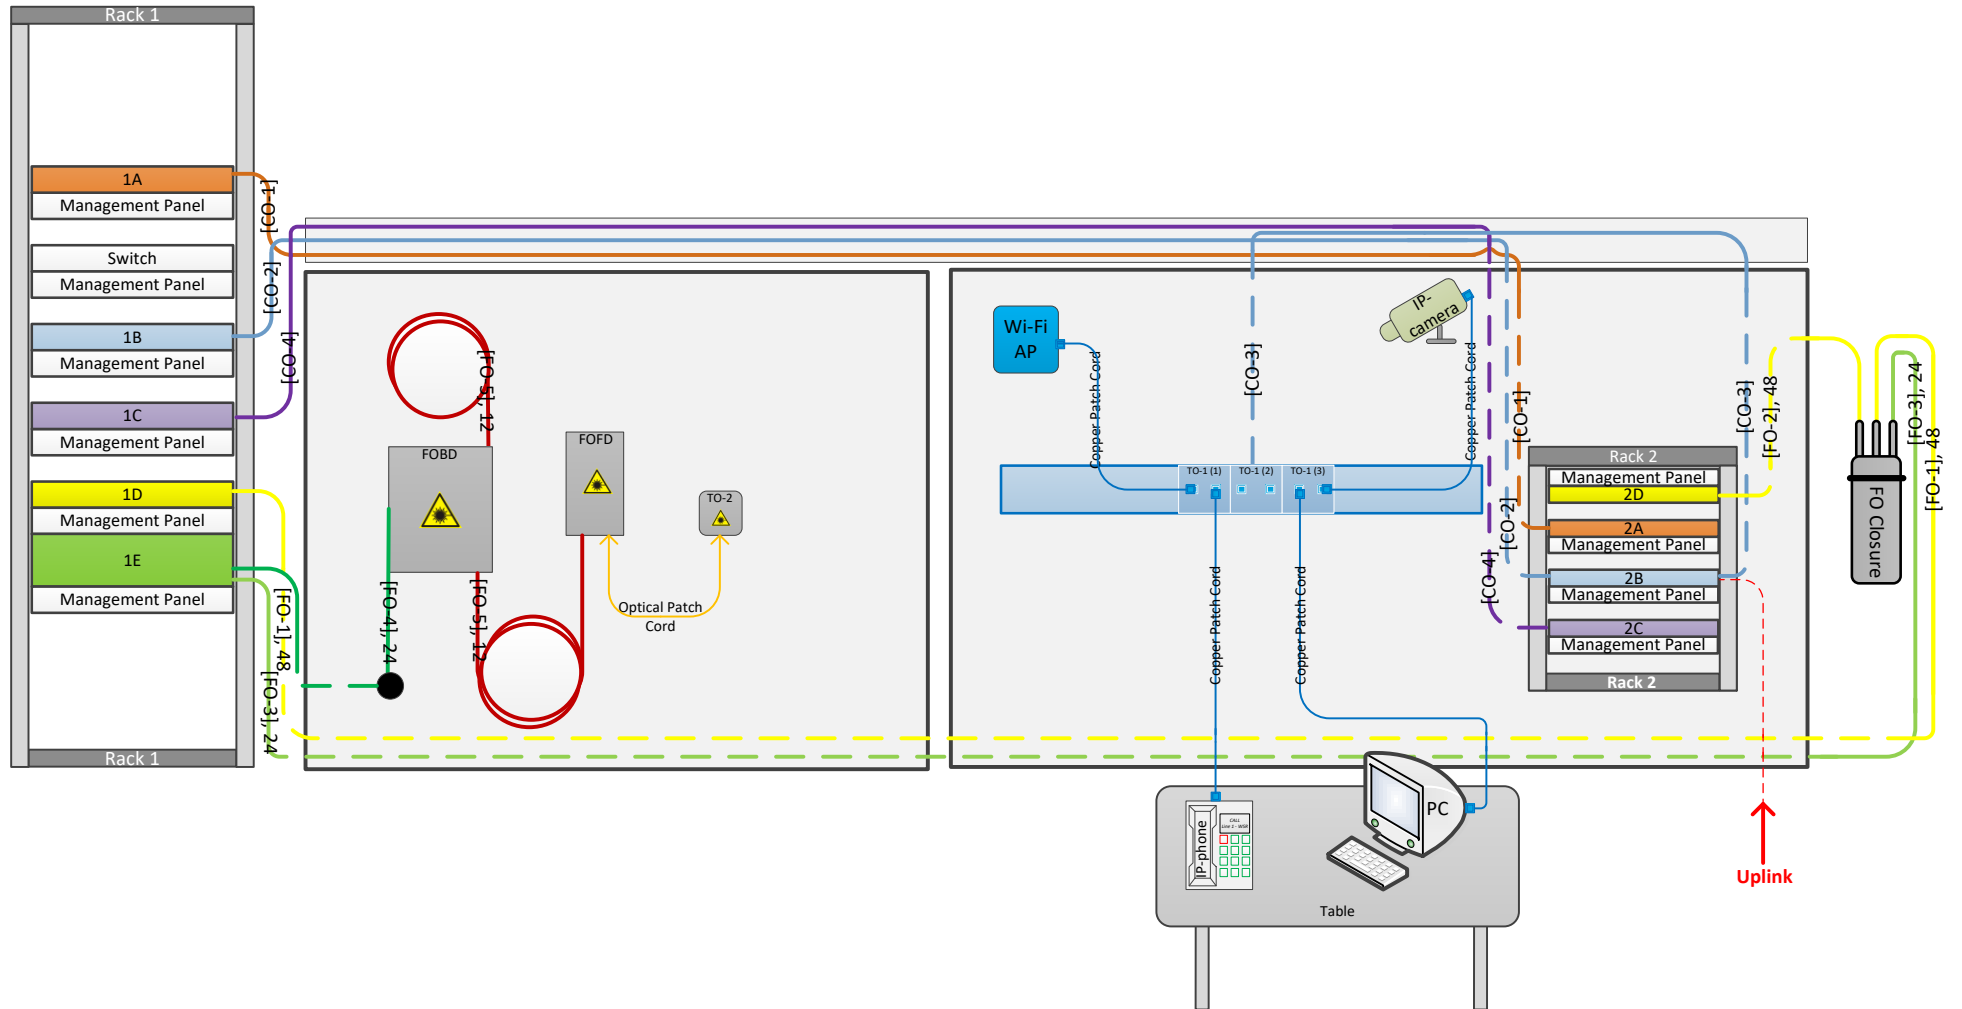 Rack 1
1A
Management Panel
Switch
Management Panel
1B
Management Panel
1C
Management Panel
1D
Management Panel
1E
Management Panel
Rack 1
[CO-1]
[CO-2]
[4-CO]
[FO-1], 48
[FO-3], 24
[FO-5], 12
FOBD
[FO-4], 24
[FO-5], 12
FOFD
TO-2
Optical Patch
Cord
Wi-Fi
AP
Copper Patch Cord
[CO-3]
IP-
camera
Copper Patch Cord
TO-1 (1)
TO-1 (2)
TO-1 (3)
Copper Patch Cord
Copper Patch Cord
[CO-4]
[CO-2]
[CO-1]
[CO-3]
[FO-2], 48
Rack 2
Management Panel
2D
2A
Management Panel
2B
Management Panel
2C
Management Panel
Rack 2
FO Closure
[FO-3], 24
[FO-1], 48
Uplink
IP-phone
CALL
Line 1 - WSR
PC
Table